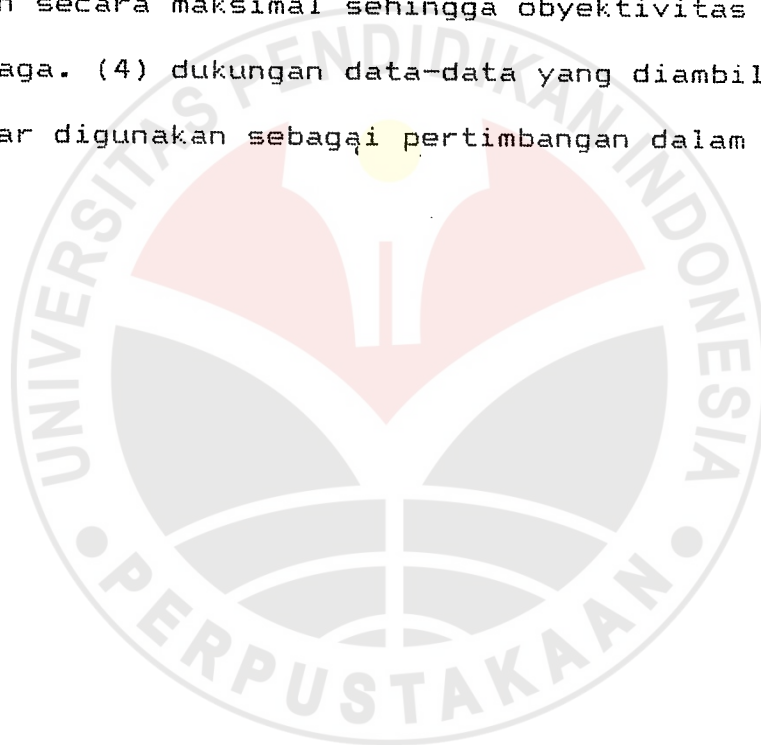 n secara maksimal sehingga obyektivitas
aga. (4) dukungan data-data yang diambil
ar digunakan sebagai pertimbangan dalam
UNIVERSITAS PENDIDIKAN INDONESIA
PERPUSTAKAAN